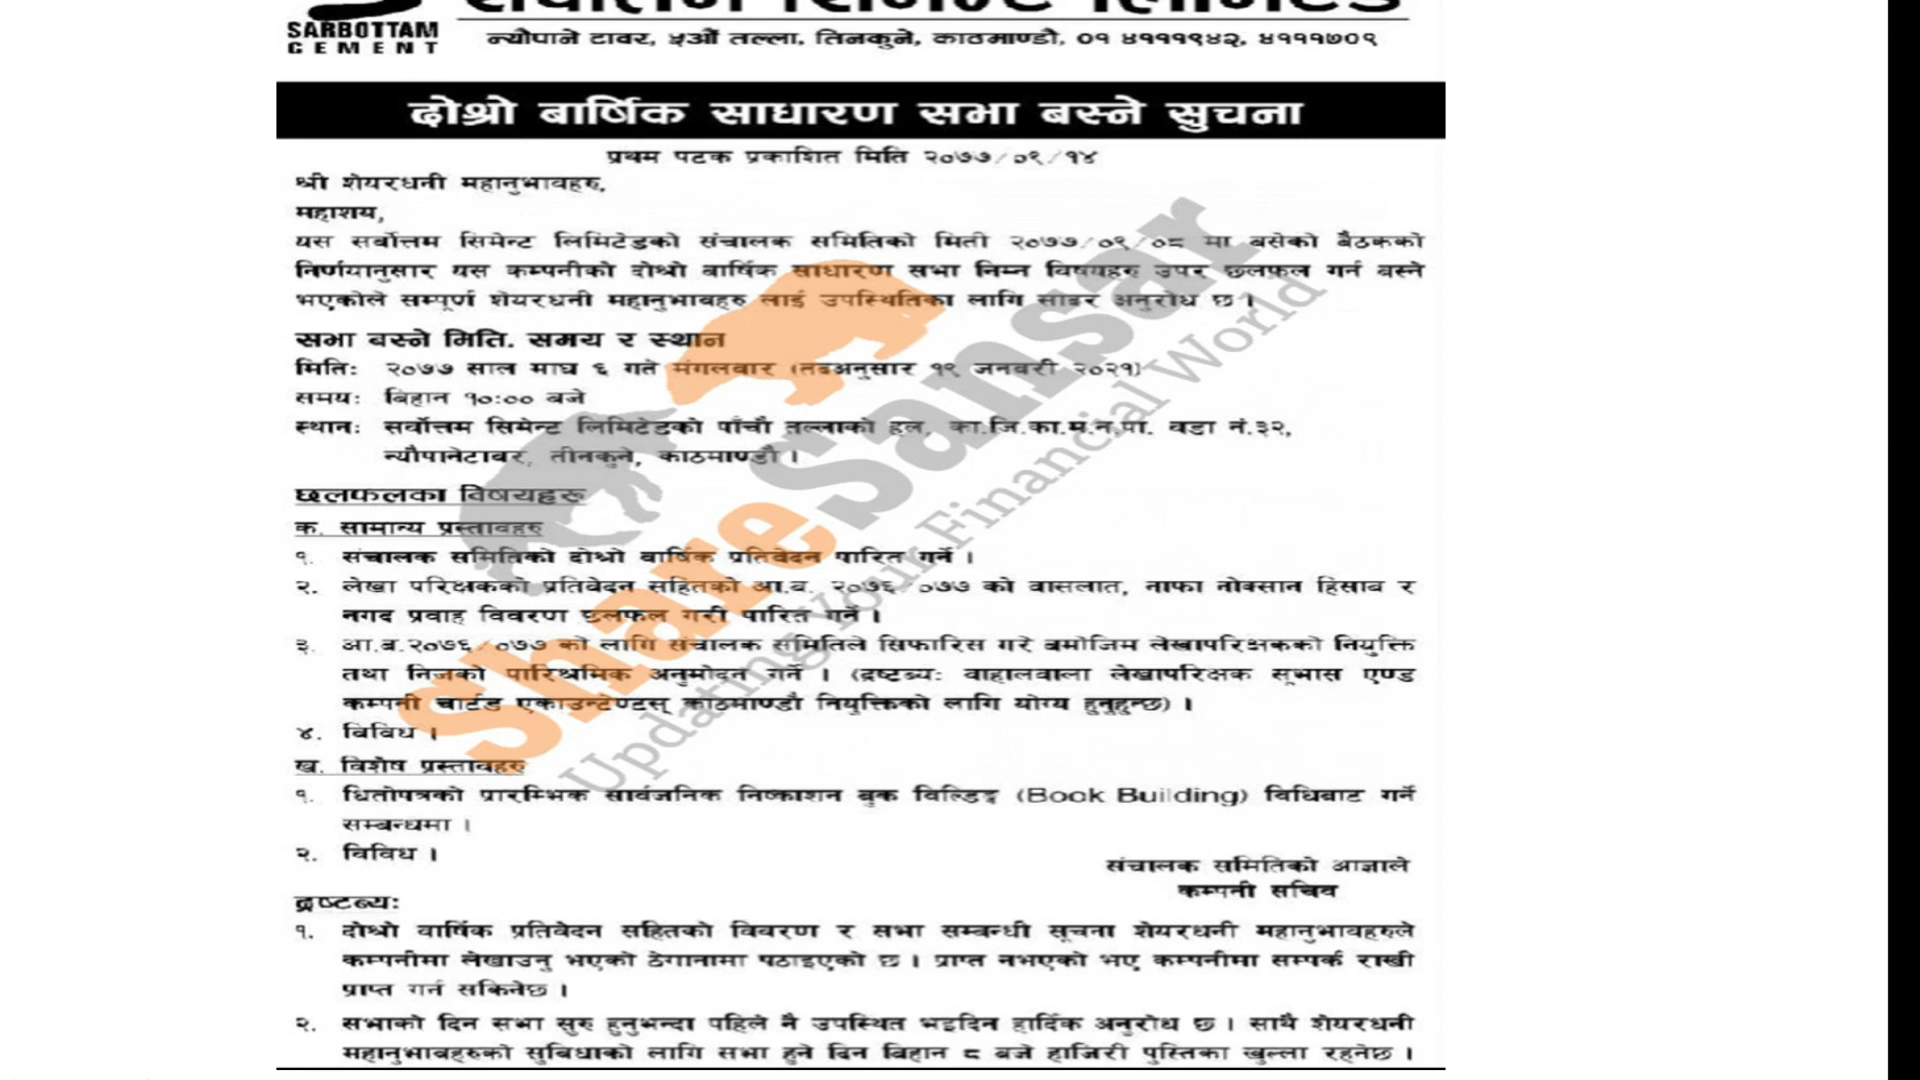 सर्वोत्तम सिमेन्ट लिमिटेड
SARBOTTAM
CEMENT
न्यौपाने टावर, ५औं तल्ला, तिनकुने, काठमाण्डौ, ०१ ४१११९४२, ४१११७०९
दोश्रो बार्षिक साधारण सभा बस्ने सुचना
प्रथम पटक प्रकाशित मिति २०७७/०९/१४
श्री शेयरधनी महानुभावहरु,
महाशय,
यस सर्वोत्तम सिमेन्ट लिमिटेडको संचालक समितिको मिती २०७७/०९/०८ मा बसेको बैठकको
निर्णयानुसार यस कम्पनीको दोश्रो बार्षिक साधारण सभा निम्न विषयहरु उपर छलफल गर्न बस्ने
भएकोले सम्पूर्ण शेयरधनी महानुभावहरु लाई उपस्थितिका लागि सादर अनुरोध छ।
सभा बस्ने मिति. समय र स्थान
मिति: २०७७ साल माघ ६ गते मंगलबार (तदअनुसार १९ जनवरी २०२१)
समय: बिहान १०:०० बजे
स्थान: सर्वोत्तम सिमेन्ट लिमिटेडको पाँचौ तल्लाको हल, का.जि.का.म.न.पा. वडा नं.३२,
न्यौपानेटावर, तीनकुने, काठमाण्डौ ।
छलफलका विषयहरू
क. सामान्य प्रस्तावहरु
१. संचालक समितिको दोश्रो वार्षिक प्रतिवेदन पारित गर्ने ।
२. लेखा परिक्षकको प्रतिवेदन सहितको आ.ब. २०७६/०७७ को वासलात, नाफा नोक्सान हिसाब र
नगद प्रवाह विवरण छलफल गरी पारित गर्ने ।
३. आ.ब.२०७६/०७७ को लागि संचालक समितिले सिफारिस गरे बमोजिम लेखापरिक्षकको नियुक्ति
तथा निजको पारिश्रमिक अनुमोदन गर्ने । (द्रष्टब्य: वाहालवाला लेखापरिक्षक सूभास एण्ड
कम्पनी चार्टर्ड एकाउन्टेण्टस् काठमाण्डौ नियुक्तिको लागि योग्य हुनुहुन्छ) ।
४. बिबिध ।
ख. विशेष प्रस्तावहरु
१. धितोपत्रको प्रारम्भिक सार्वजनिक निष्काशन बुक विल्डिङ्ग (Book Building) विधिबाट गर्ने
सम्बन्धमा ।
२. विविध ।
संचालक समितिको आज्ञाले
कम्पनी सचिव
द्रष्टब्य:
१. दोश्रो वार्षिक प्रतिवेदन सहितको विवरण र सभा सम्बन्धी सूचना शेयरधनी महानुभावहरुले
कम्पनीमा लेखाउनु भएको ठेगानामा पठाइएको छ । प्राप्त नभएको भए कम्पनीमा सम्पर्क राखी
प्राप्त गर्न सकिनेछ ।
२. सभाको दिन सभा सुरु हुनुभन्दा पहिले नै उपस्थित भइदिन हार्दिक अनुरोध छ । साथै शेयरधनी
महानुभाबहरुको सुबिधाको लागि सभा हुने दिन बिहान ८ बजे हाजिरी पुस्तिका खुल्ला रहनेछ ।
ShareSansar
Updating Your Financial World